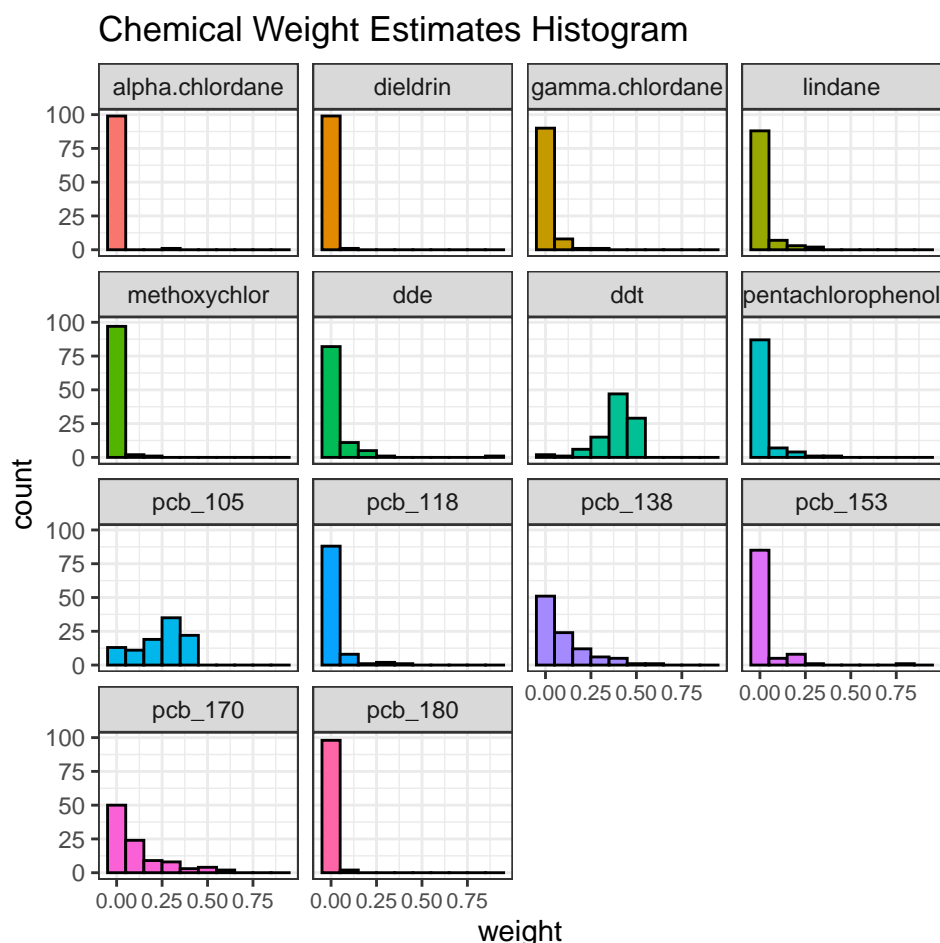 Chemical Weight Estimates Histogram
alpha.chlordane dieldrin gamma.chlordane lindane
100
75
50
25
0
methoxychlor dde ddt pentachlorophenol
100
75
50
25
0
count
pcb_105 pcb_118 pcb_138 pcb_153
100
75
50
25
0
0.00 0.25 0.50 0.75 0.00 0.25 0.50 0.75
pcb_170 pcb_180
100
75
50
25
0
0.00 0.25 0.50 0.75 0.00 0.25 0.50 0.75
weight